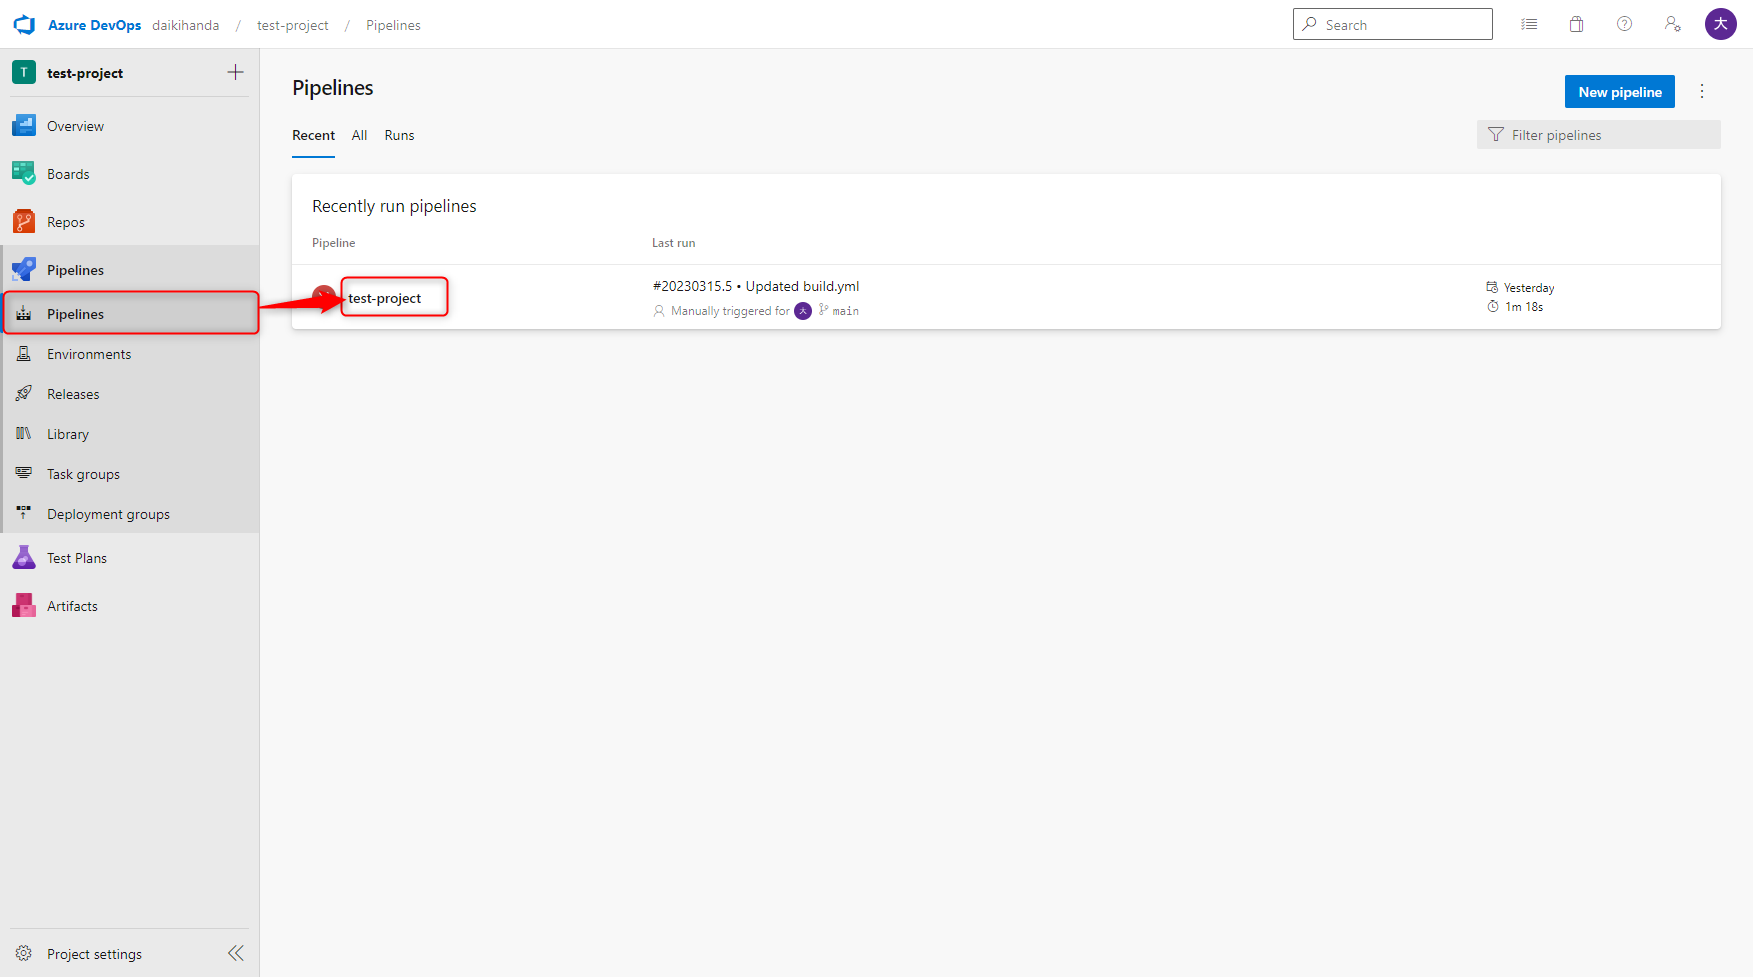 Azure DevOps daikihanda / test-project / Pipelines
Search
大
T test-project
Overview
Boards
Repos
Pipelines
Pipelines
Environments
Releases
Library
Task groups
Deployment groups
Test Plans
Artifacts
Project settings
Pipelines
New pipeline
Recent All Runs
Filter pipelines
Recently run pipelines
Pipeline Last run
test-project
#20230315.5 • Updated build.yml
Manually triggered for 大 main
Yesterday
1m 18s